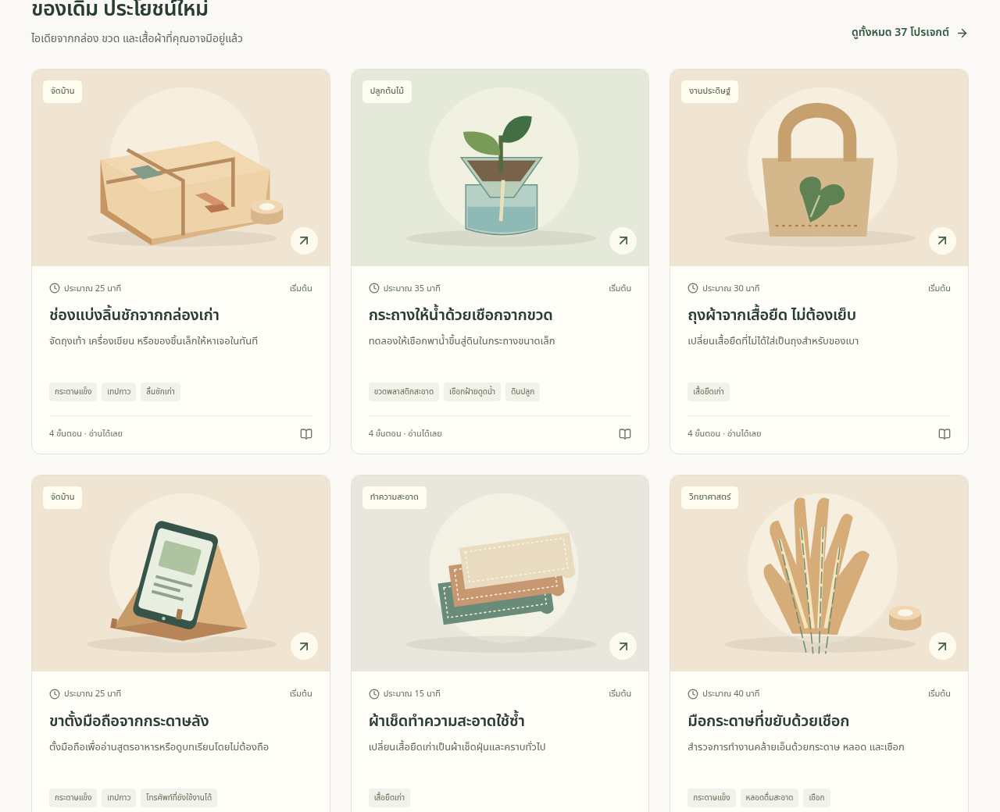 ของเดิม ประโยชน์ใหม่
ไอเดียจากกล่อง ขวด และเสื้อผ้าที่คุณอาจมีอยู่แล้ว
ดูทั้งหมด 37 โปรเจกต์
จัดบ้าน
ประมาณ 25 นาที
เริ่มต้น
ช่องแบ่งลิ้นชักจากกล่องเก่า
จัดถุงเท้า เครื่องเขียน หรือของชิ้นเล็กให้หาเจอในทันที
กระดาษแข็ง
เทปกาว
ลิ้นชักเก่า
4 ขั้นตอน · อ่านได้เลย
ปลูกต้นไม้
ประมาณ 35 นาที
เริ่มต้น
กระถางให้น้ำด้วยเชือกจากขวด
ทดลองให้เชือกพาน้ำขึ้นสู่ดินในกระถางขนาดเล็ก
ขวดพลาสติกสะอาด
เชือกฝ้ายดูดน้ำ
ดินปลูก
4 ขั้นตอน · อ่านได้เลย
งานประดิษฐ์
ประมาณ 30 นาที
เริ่มต้น
ถุงผ้าจากเสื้อยืด ไม่ต้องเย็บ
เปลี่ยนเสื้อยืดที่ไม่ได้ใส่เป็นถุงสำหรับของเบา
เสื้อยืดเก่า
4 ขั้นตอน · อ่านได้เลย
จัดบ้าน
ประมาณ 25 นาที
เริ่มต้น
ขาตั้งมือถือจากกระดาษลัง
ตั้งมือถือเพื่ออ่านสูตรอาหารหรือดูบทเรียนโดยไม่ต้องถือ
กระดาษแข็ง
เทปกาว
โทรศัพท์ที่ยังใช้งานได้
ทำความสะอาด
ประมาณ 15 นาที
เริ่มต้น
ผ้าเช็ดทำความสะอาดใช้ซ้ำ
เปลี่ยนเสื้อยืดเก่าเป็นผ้าเช็ดฝุ่นและคราบทั่วไป
เสื้อยืดเก่า
วิทยาศาสตร์
ประมาณ 40 นาที
เริ่มต้น
มือกระดาษที่ขยับด้วยเชือก
สำรวจการทำงานคล้ายเอ็นด้วยกระดาษ หลอด และเชือก
กระดาษแข็ง
หลอดดื่มสะอาด
เชือก